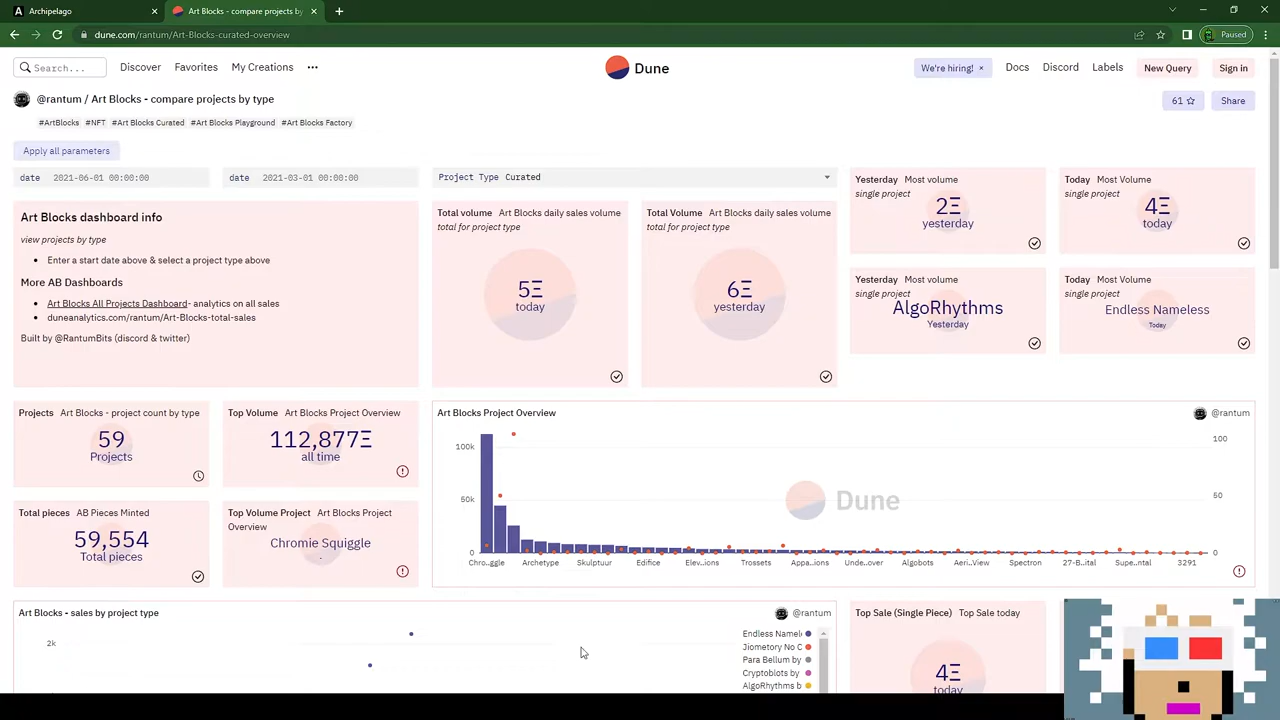 Archipelago
Art Blocks - compare projects by
Paused
dune.com/rantum/Art-Blocks-curated-overview
Search...
Discover
Favorites
My Creations
Dune
We're hiring! ×
Docs
Discord
Labels
New Query
Sign in
@rantum / Art Blocks - compare projects by type
61
Share
#ArtBlocks #NFT #Art Blocks Curated #Art Blocks Playground #Art Blocks Factory
Apply all parameters
date 2021-06-01 00:00:00
date 2021-03-01 00:00:00
Project Type Curated
Art Blocks dashboard info
view projects by type
• Enter a start date above & select a project type above
More AB Dashboards
• Art Blocks All Projects Dashboard- analytics on all sales
• duneanalytics.com/rantum/Art-Blocks-total-sales
Built by @RantumBits (discord & twitter)
Total volume Art Blocks daily sales volume
total for project type
5Ξ
today
Total Volume Art Blocks daily sales volume
total for project type
6Ξ
yesterday
Yesterday Most volume
single project
2Ξ
yesterday
Today Most Volume
single project
4Ξ
today
Yesterday Most volume
single project
AlgoRhythms
Yesterday
Today Most Volume
single project
Endless Nameless
Today
Projects Art Blocks - project count by type
59
Projects
Top Volume Art Blocks Project Overview
112,877Ξ
all time
Total pieces AB Pieces Minted
59,554
Total pieces
Top Volume Project Art Blocks Project
Overview
Chromie Squiggle
Art Blocks Project Overview
@rantum
100k
50k
0
100
50
0
Dune
Chro..ggle Archetype Skulptuur Edifice Elev..ions Trossets Appa..ions Unde..over Algobots Aeri..View Spectron 27-B..ital Supe..ntal 3291
Art Blocks - sales by project type
@rantum
2k
Endless Namel
Jiometory No C
Para Bellum by
Cryptoblots by
AlgoRhythms b
Top Sale (Single Piece) Top Sale today
4Ξ
today